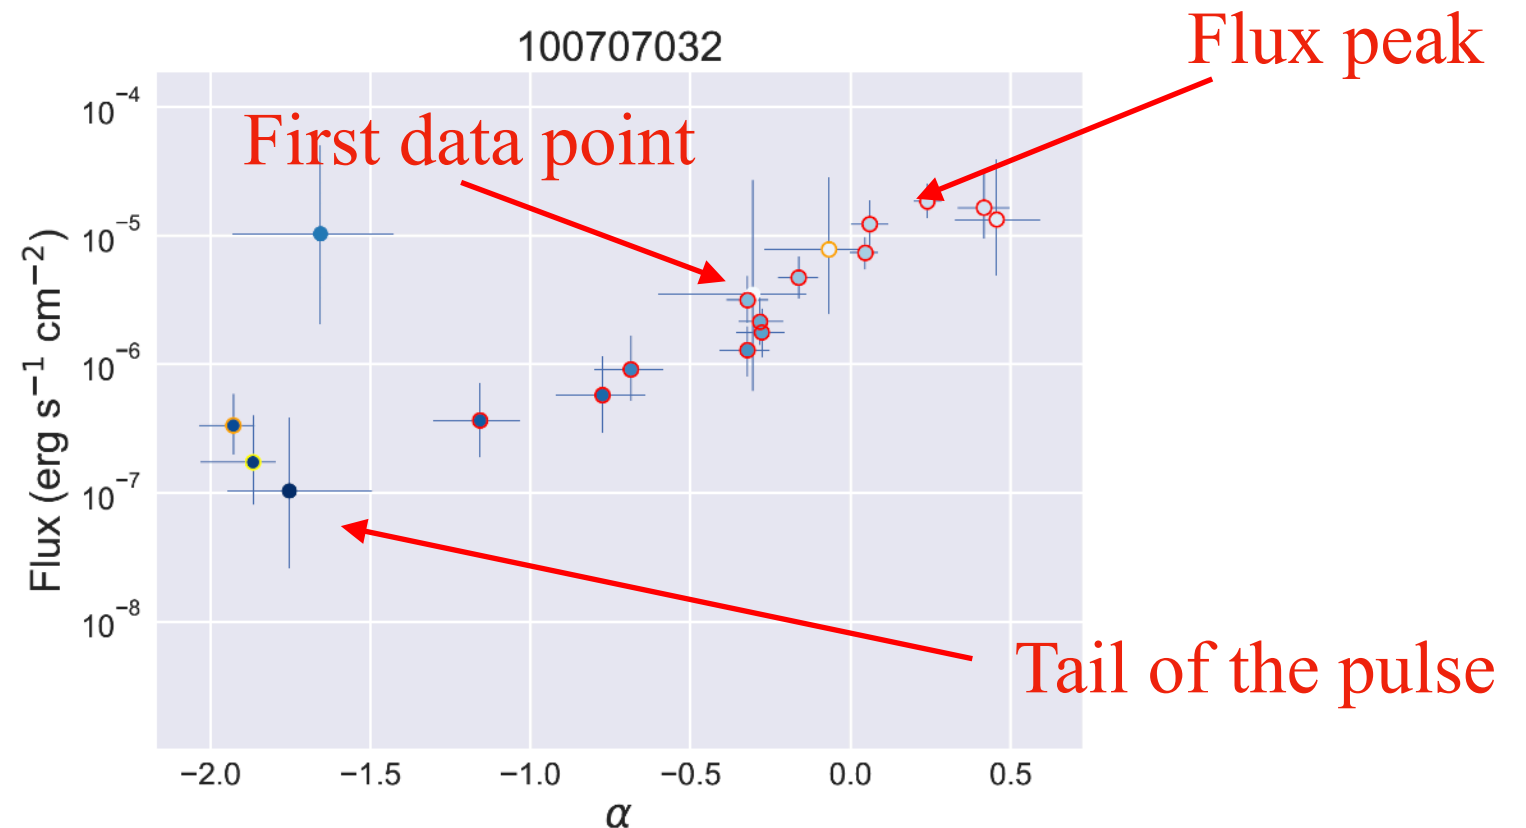 Flux peak
100707032
First data point
Tail of the pulse
Flux (erg s⁻¹ cm⁻²)
10⁻⁴
10⁻⁵
10⁻⁶
10⁻⁷
10⁻⁸
−2.0 −1.5 −1.0 −0.5 0.0 0.5
α